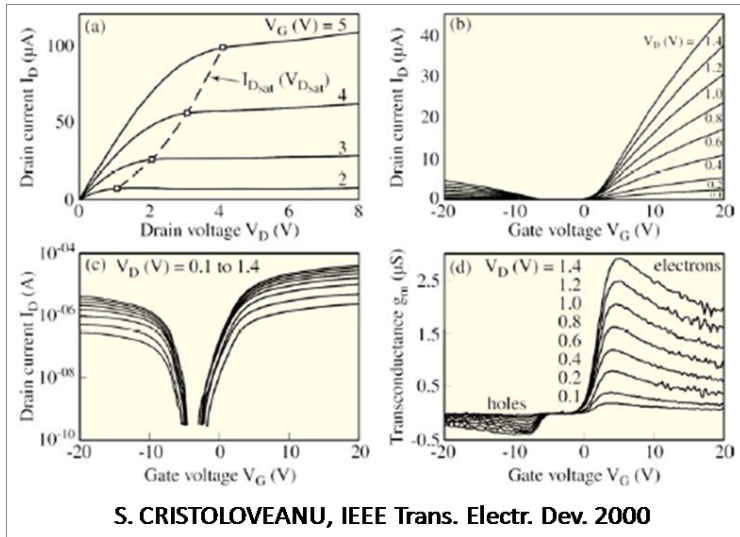 (a)
V_G (V) = 5
4
3
2
I_Dsat (V_Dsat)
Drain current I_D (μA)
100
50
0
0 2 4 6 8
Drain voltage V_D (V)
(b)
V_D (V) =
1.4
1.2
1.0
0.8
0.6
0.4
0.2
0.1
Drain current I_D (μA)
40
30
20
10
0
-20 -10 0 10 20
Gate voltage V_G (V)
(c) V_D (V) = 0.1 to 1.4
Drain current I_D (A)
10^-04
10^-06
10^-08
10^-10
-20 -10 0 10 20
Gate voltage V_G (V)
(d) V_D (V) = 1.4
1.2
1.0
0.8
0.6
0.4
0.2
0.1
electrons
holes
Transconductance g_m (μS)
2.5
1.5
0.5
-0.5
-20 -10 0 10 20
Gate voltage V_G (V)
S. CRISTOLOVEANU, IEEE Trans. Electr. Dev. 2000